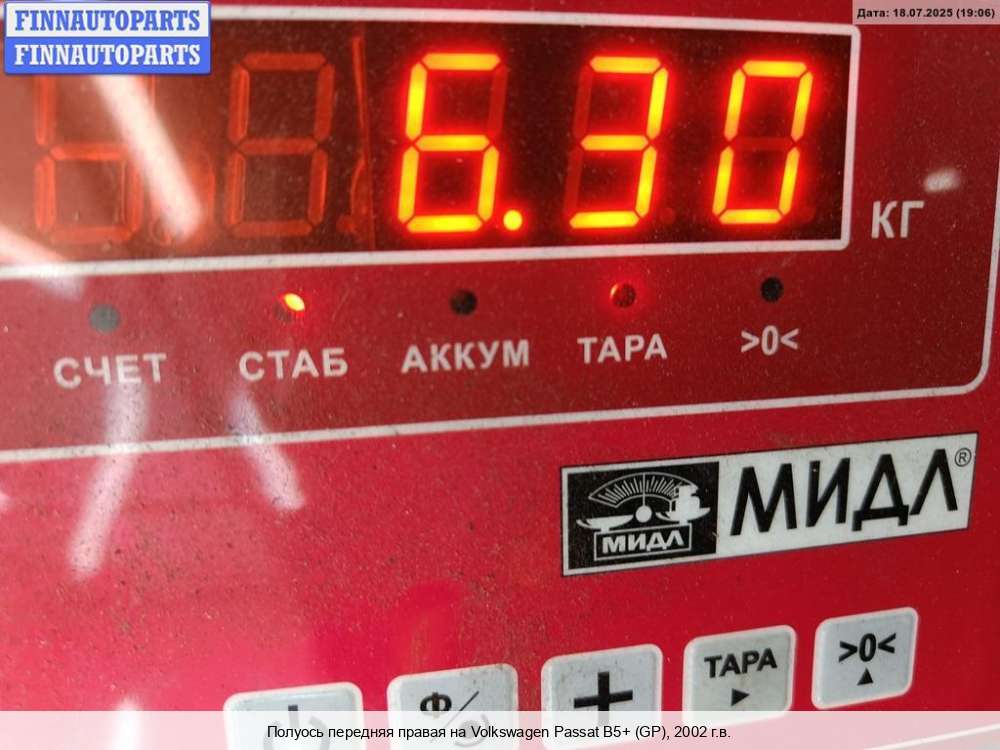 FINNAUTOPARTS
FINNAUTOPARTS
Дата: 18.07.2025 (19:06)
6.30
КГ
СЧЕТ СТАБ АККУМ ТАРА >0<
МИДЛ®
МИДЛ
ТАРА >0<
Ф/
+
Полуось передняя правая на Volkswagen Passat B5+ (GP), 2002 г.в.